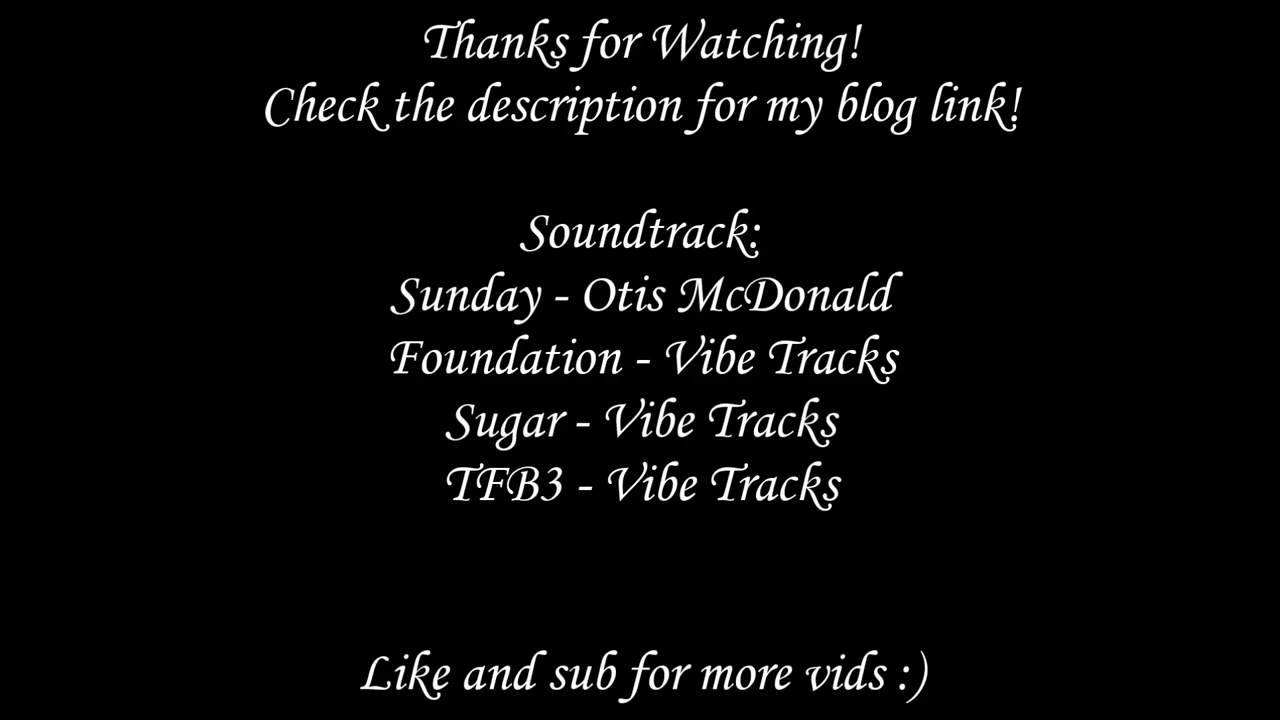 Thanks for Watching!
Check the description for my blog link!
Soundtrack:
Sunday - Otis McDonald
Foundation - Vibe Tracks
Sugar - Vibe Tracks
TFB3 - Vibe Tracks
Like and sub for more vids :)